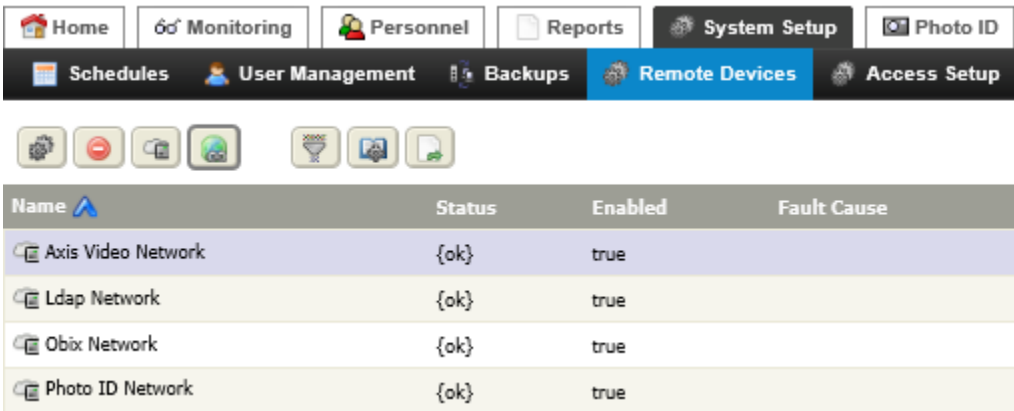 Home Monitoring Personnel Reports System Setup Photo ID
Schedules User Management Backups Remote Devices Access Setup
Name Status Enabled Fault Cause
Axis Video Network {ok} true
Ldap Network {ok} true
Obix Network {ok} true
Photo ID Network {ok} true